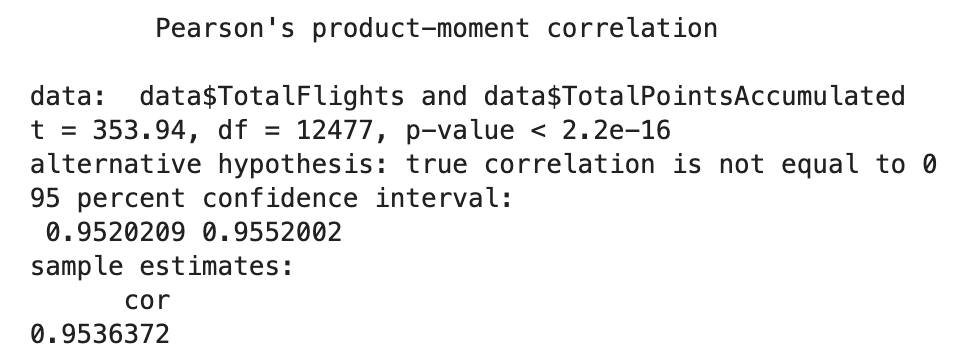 Pearson's product-moment correlation
data:  data$TotalFlights and data$TotalPointsAccumulated
t = 353.94, df = 12477, p-value < 2.2e-16
alternative hypothesis: true correlation is not equal to 0
95 percent confidence interval:
 0.9520209 0.9552002
sample estimates:
      cor
0.9536372